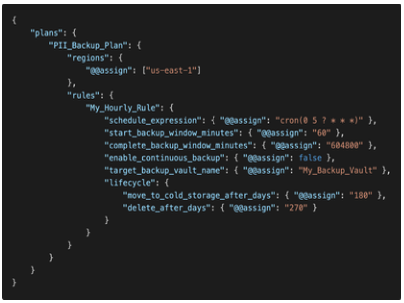 {
"plans": {
"PII_Backup_Plan": {
"regions": {
"@@assign": ["us-east-1"]
},
"rules": {
"My_Hourly_Rule": {
"schedule_expression": { "@@assign": "cron(0 5 ? * * *)" },
"start_backup_window_minutes": { "@@assign": "60" },
"complete_backup_window_minutes": { "@@assign": "604800" },
"enable_continuous_backup": { "@@assign": false },
"target_backup_vault_name": { "@@assign": "My_Backup_Vault" },
"lifecycle": {
"move_to_cold_storage_after_days": { "@@assign": "180" },
"delete_after_days": { "@@assign": "270" }
}
}
}
}
}
}